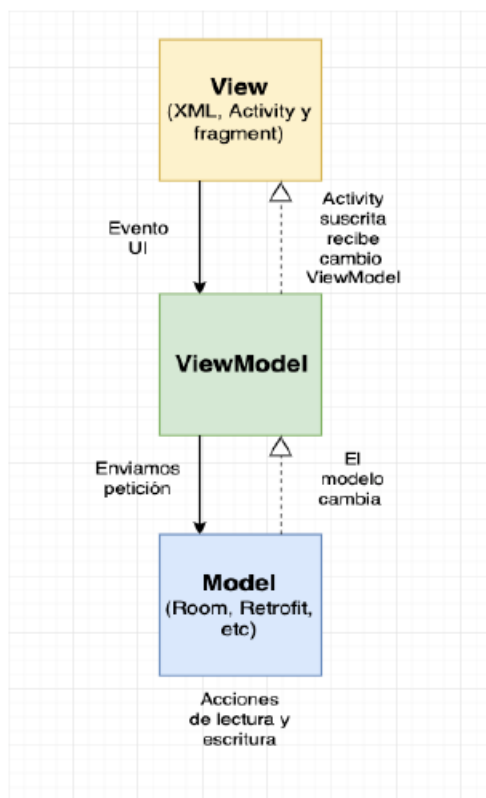 View
(XML, Activity y
fragment)
Evento
UI
Activity
suscrita
recibe
cambio
ViewModel
ViewModel
Enviamos
petición
El
modelo
cambia
Model
(Room, Retrofit,
etc)
Acciones
de lectura y
escritura